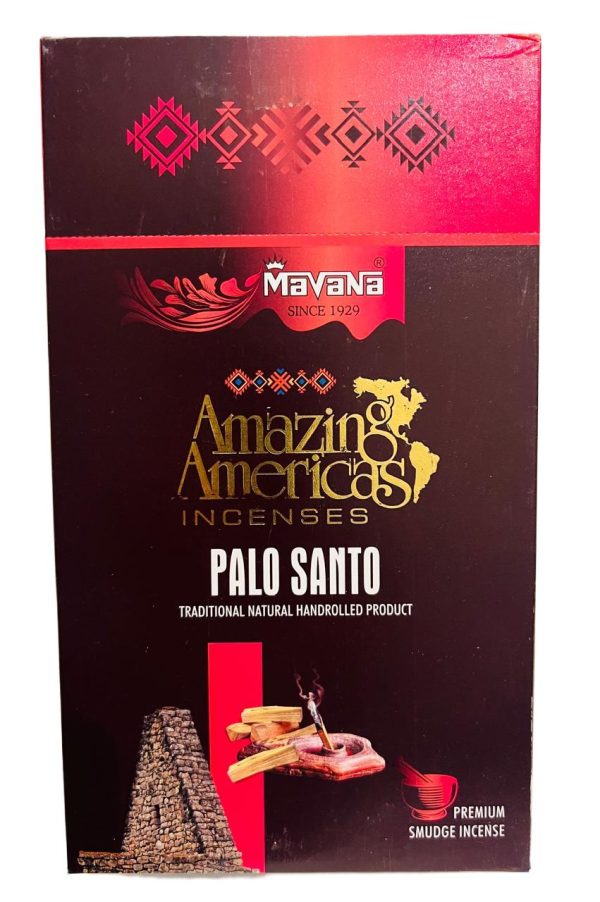 MAVANA ®
SINCE 1929
Amazing
Americas
INCENSES
PALO SANTO
TRADITIONAL NATURAL HANDROLLED PRODUCT
PREMIUM
SMUDGE INCENSE